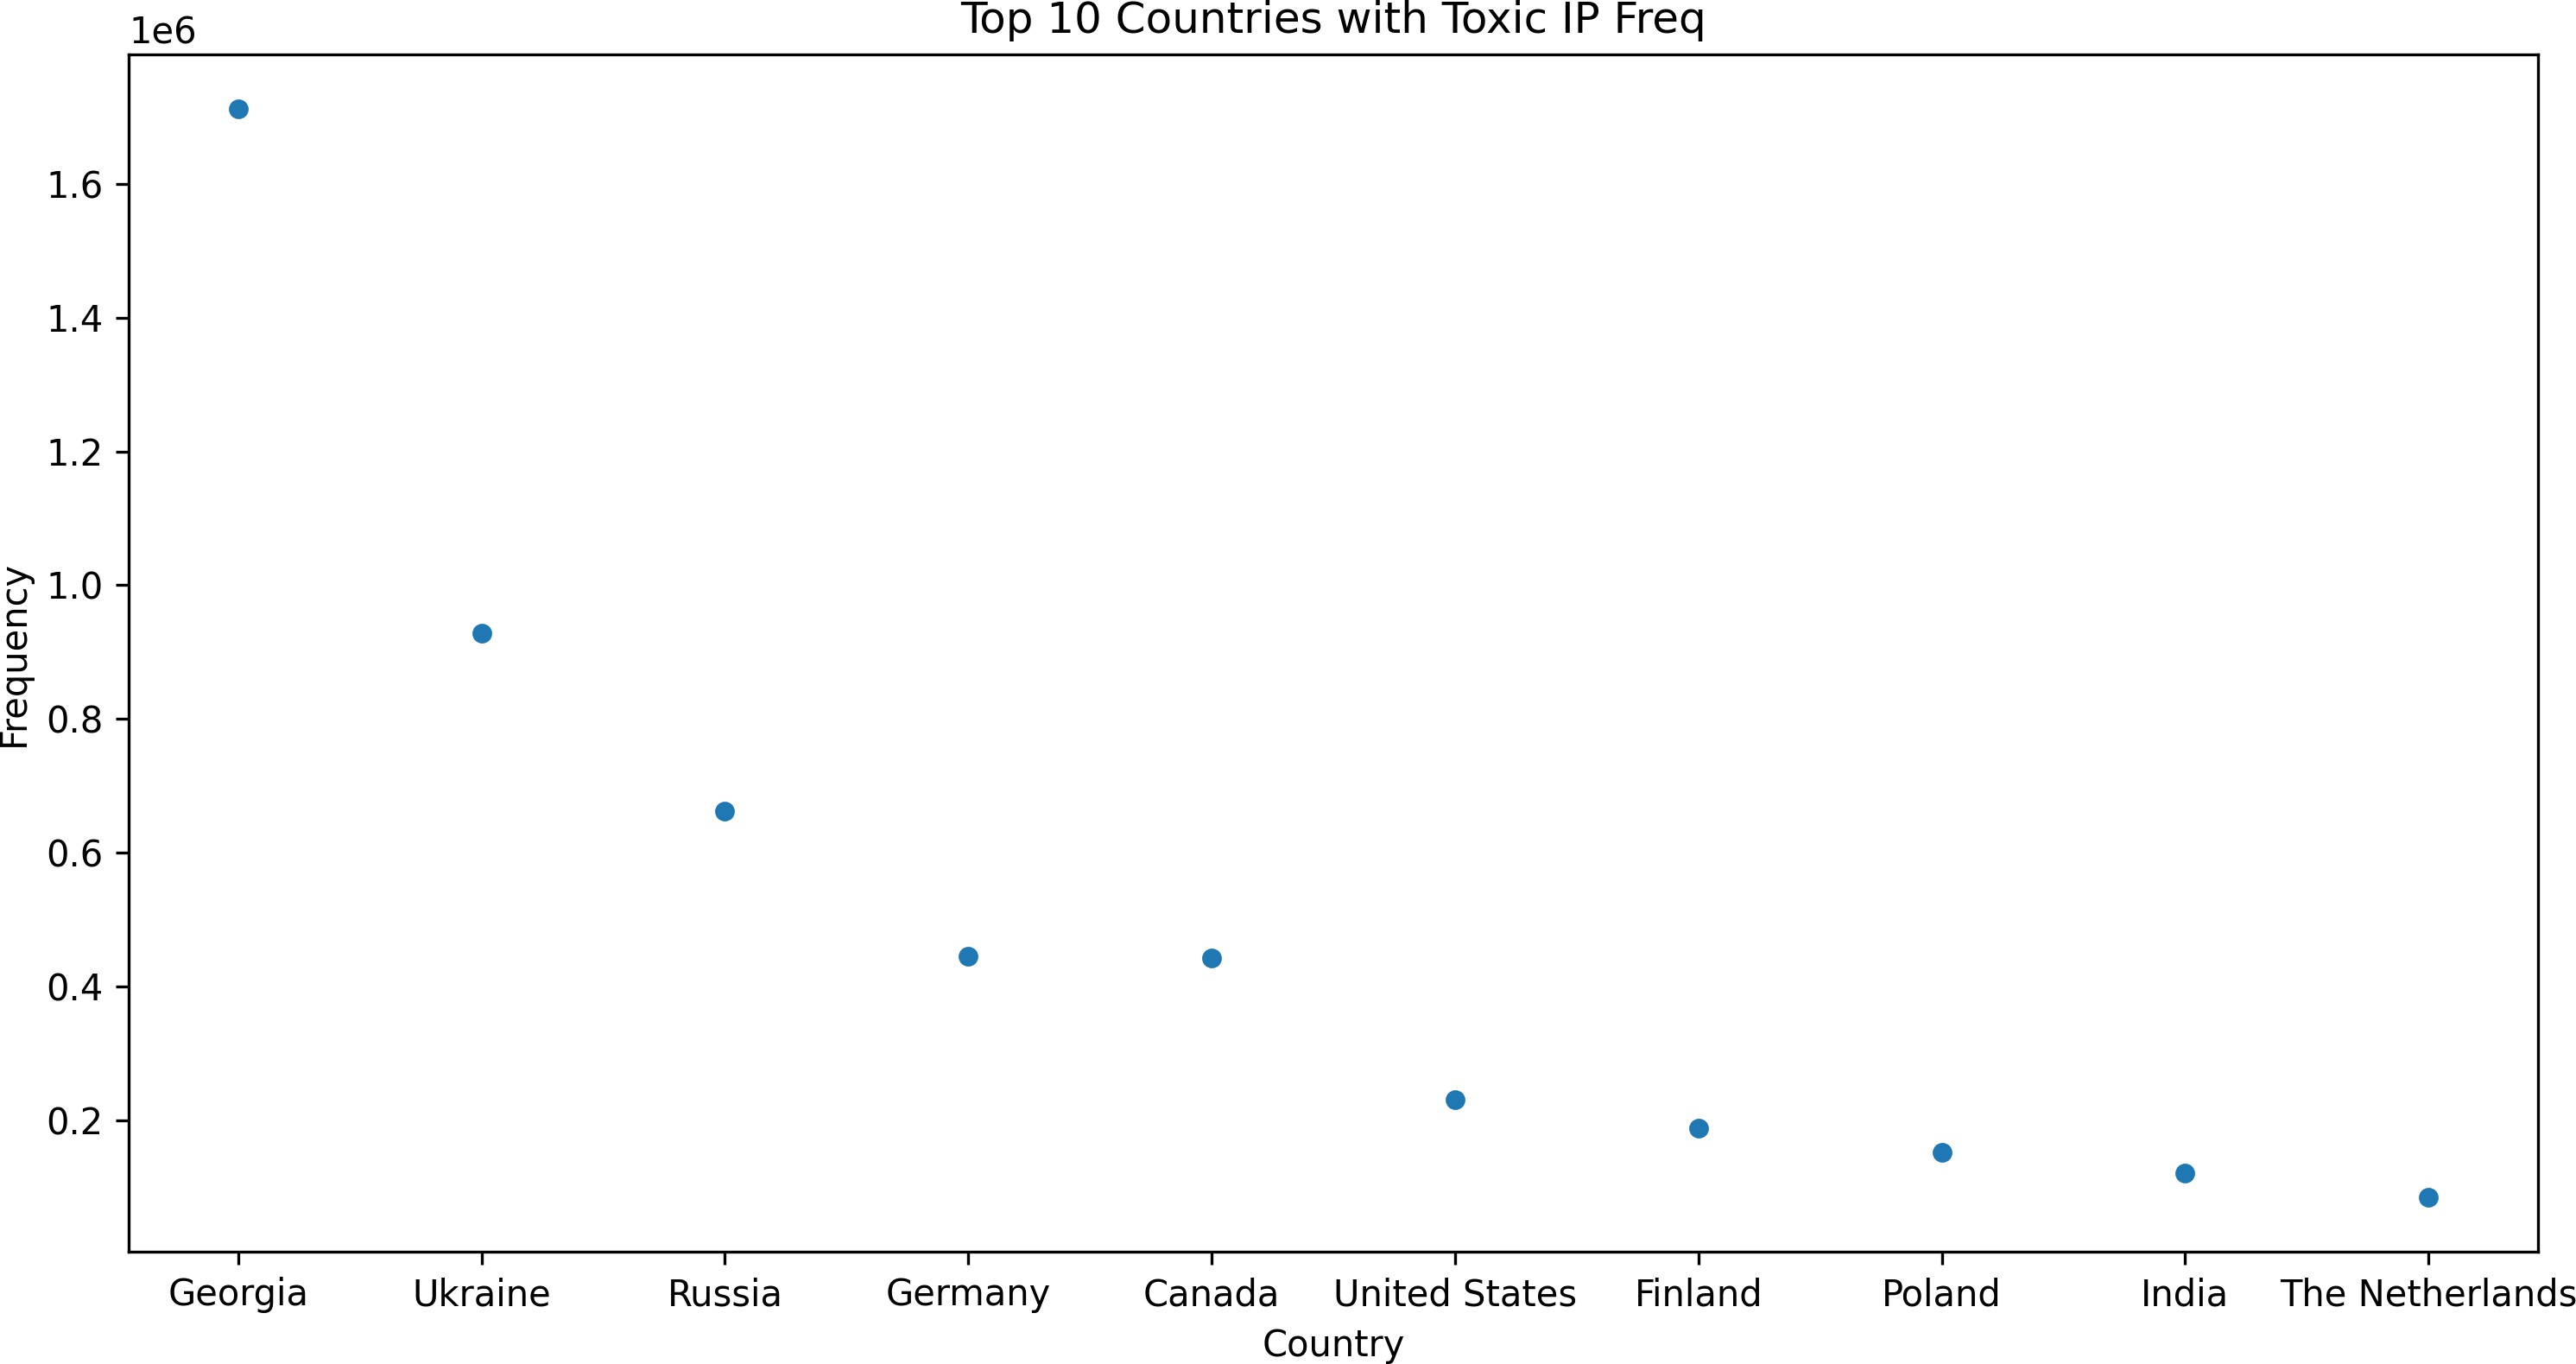 Top 10 Countries with Toxic IP Freq
1e6
1.6
1.4
1.2
1.0
0.8
0.6
0.4
0.2
Frequency
Georgia Ukraine Russia Germany Canada United States Finland Poland India The Netherlands
Country